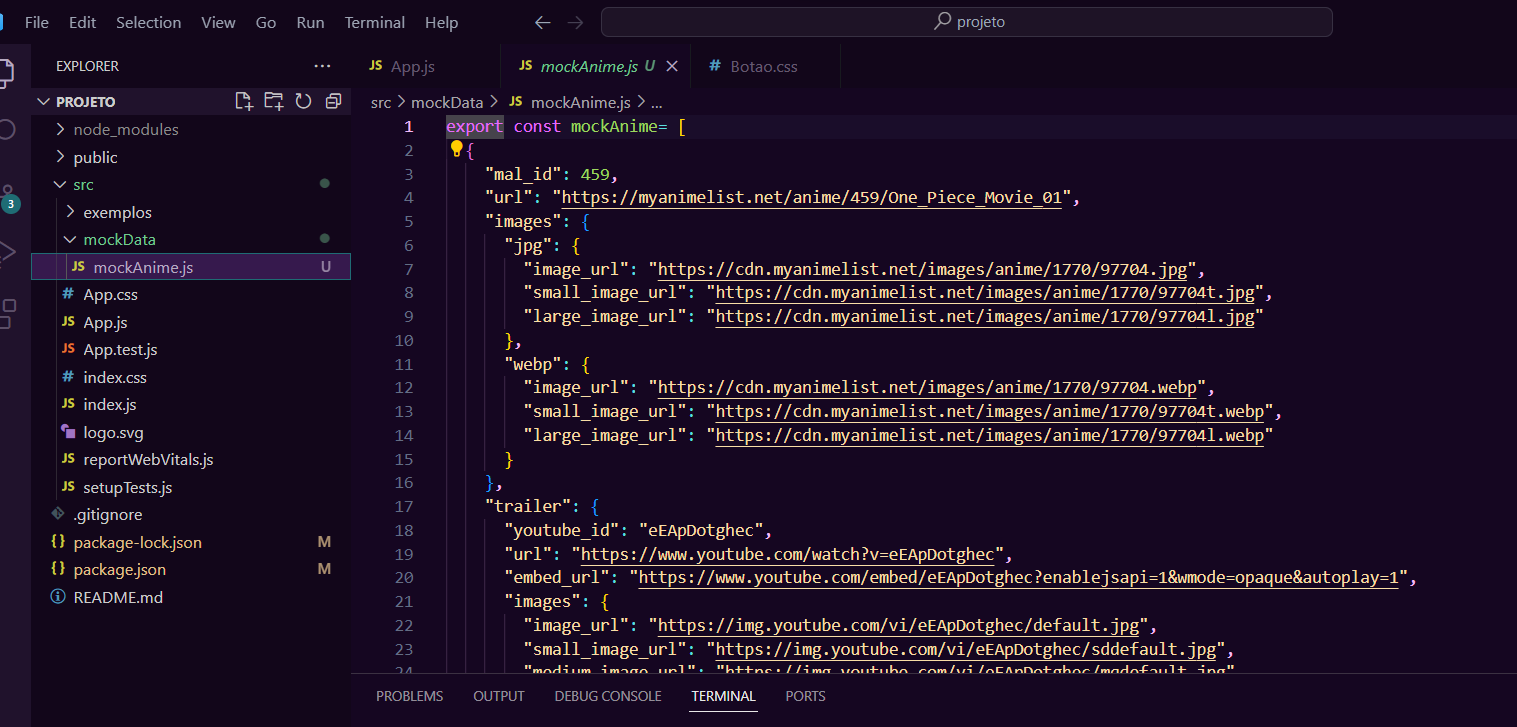 File Edit Selection View Go Run Terminal Help
projeto
EXPLORER
JS App.js
JS mockAnime.js U
# Botao.css
PROJETO
src > mockData > JS mockAnime.js > ...
node_modules
public
src
exemplos
mockData
JS mockAnime.js U
# App.css
JS App.js
JS App.test.js
# index.css
JS index.js
logo.svg
JS reportWebVitals.js
JS setupTests.js
.gitignore
{} package-lock.json M
{} package.json M
README.md
3
1 export const mockAnime= [
2 {
3 "mal_id": 459,
4 "url": "https://myanimelist.net/anime/459/One_Piece_Movie_01",
5 "images": {
6 "jpg": {
7 "image_url": "https://cdn.myanimelist.net/images/anime/1770/97704.jpg",
8 "small_image_url": "https://cdn.myanimelist.net/images/anime/1770/97704t.jpg",
9 "large_image_url": "https://cdn.myanimelist.net/images/anime/1770/97704l.jpg"
10 },
11 "webp": {
12 "image_url": "https://cdn.myanimelist.net/images/anime/1770/97704.webp",
13 "small_image_url": "https://cdn.myanimelist.net/images/anime/1770/97704t.webp",
14 "large_image_url": "https://cdn.myanimelist.net/images/anime/1770/97704l.webp"
15 }
16 },
17 "trailer": {
18 "youtube_id": "eEApDotghec",
19 "url": "https://www.youtube.com/watch?v=eEApDotghec",
20 "embed_url": "https://www.youtube.com/embed/eEApDotghec?enablejsapi=1&wmode=opaque&autoplay=1",
21 "images": {
22 "image_url": "https://img.youtube.com/vi/eEApDotghec/default.jpg",
23 "small_image_url": "https://img.youtube.com/vi/eEApDotghec/sddefault.jpg",
24 "medium_image_url": "https://img.youtube.com/vi/eEApDotghec/mqdefault.jpg"
PROBLEMS OUTPUT DEBUG CONSOLE TERMINAL PORTS